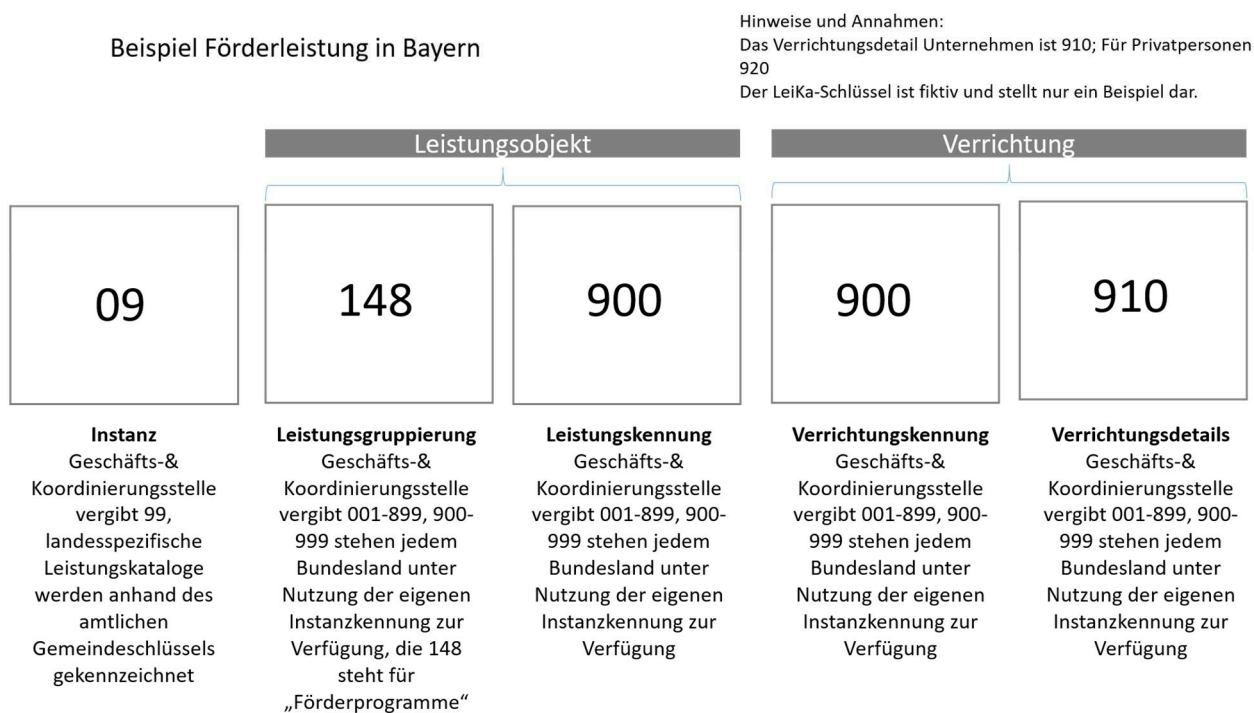 Beispiel Förderleistung in Bayern
Hinweise und Annahmen:
Das Verrichtungsdetail Unternehmen ist 910; Für Privatpersonen
920
Der LeiKa-Schlüssel ist fiktiv und stellt nur ein Beispiel dar.
Leistungsobjekt
Verrichtung
09
148
900
900
910
Instanz
Geschäfts-&
Koordinierungsstelle
vergibt 99,
landesspezifische
Leistungskataloge
werden anhand des
amtlichen
Gemeindeschlüssels
gekennzeichnet
Leistungsgruppierung
Geschäfts-&
Koordinierungsstelle
vergibt 001-899, 900-
999 stehen jedem
Bundesland unter
Nutzung der eigenen
Instanzkennung zur
Verfügung, die 148
steht für
„Förderprogramme“
Leistungskennung
Geschäfts-&
Koordinierungsstelle
vergibt 001-899, 900-
999 stehen jedem
Bundesland unter
Nutzung der eigenen
Instanzkennung zur
Verfügung
Verrichtungskennung
Geschäfts-&
Koordinierungsstelle
vergibt 001-899, 900-
999 stehen jedem
Bundesland unter
Nutzung der eigenen
Instanzkennung zur
Verfügung
Verrichtungsdetails
Geschäfts-&
Koordinierungsstelle
vergibt 001-899, 900-
999 stehen jedem
Bundesland unter
Nutzung der eigenen
Instanzkennung zur
Verfügung